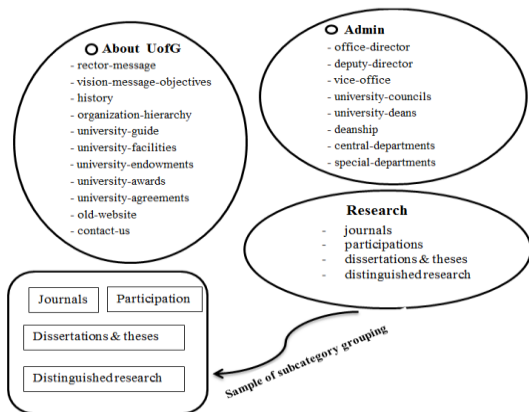 About UofG
- rector-message
- vision-message-objectives
- history
- organization-hierarchy
- university-guide
- university-facilities
- university-endowments
- university-awards
- university-agreements
- old-website
- contact-us
Admin
- office-director
- deputy-director
- vice-office
- university-councils
- university-deans
- deanship
- central-departments
- special-departments
Research
- journals
- participations
- dissertations & theses
- distinguished research
Journals
Participation
Dissertations & theses
Distinguished research
Sample of subcategory grouping